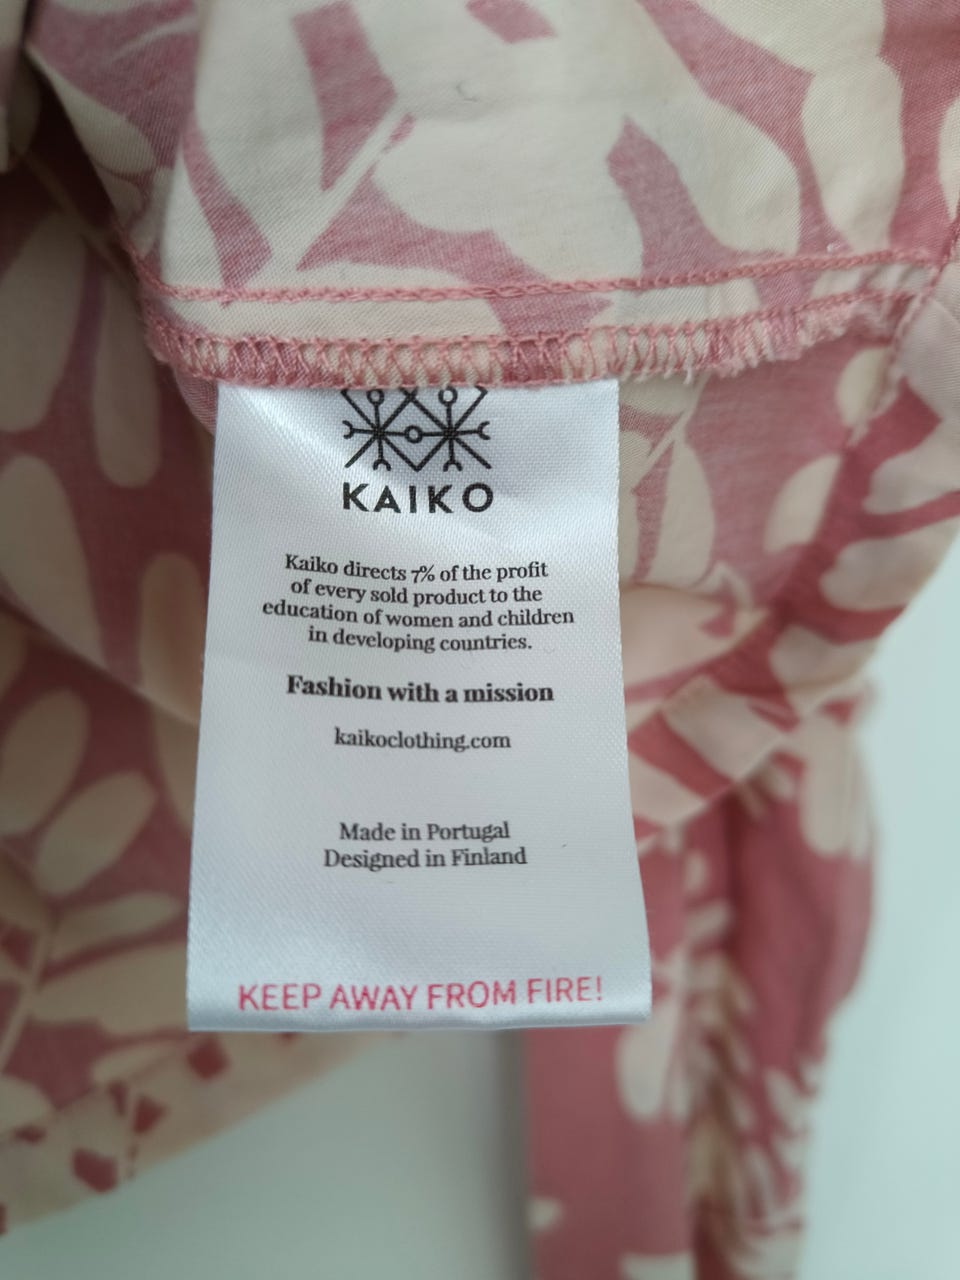 KAIKO
Kaiko directs 7% of the profit
of every sold product to the
education of women and children
in developing countries.
Fashion with a mission
kaikoclothing.com
Made in Portugal
Designed in Finland
KEEP AWAY FROM FIRE!